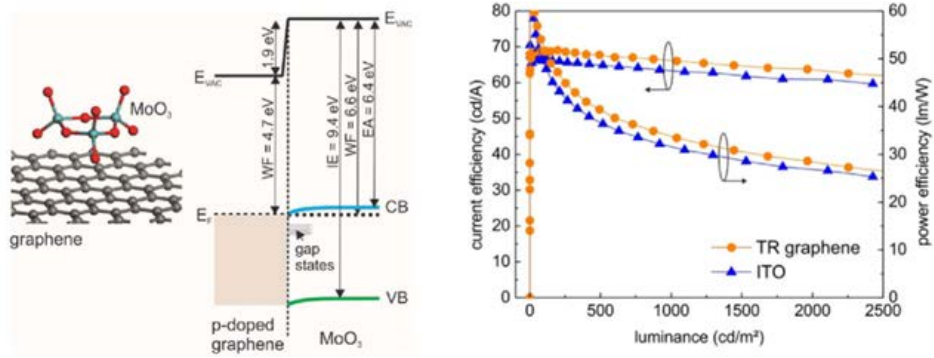 MoO₃
graphene
E_VAC
1.9 eV
E_VAC
WF = 4.7 eV
IE = 9.4 eV
WF = 6.6 eV
EA = 6.4 eV
E_F
CB
gap
states
VB
p-doped
graphene
MoO₃
current efficiency (cd/A)
80
70
60
50
40
30
20
10
0
TR graphene
ITO
0
500
1000
1500
2000
2500
luminance (cd/m²)
60
50
40
30
20
10
0
power efficiency (lm/W)